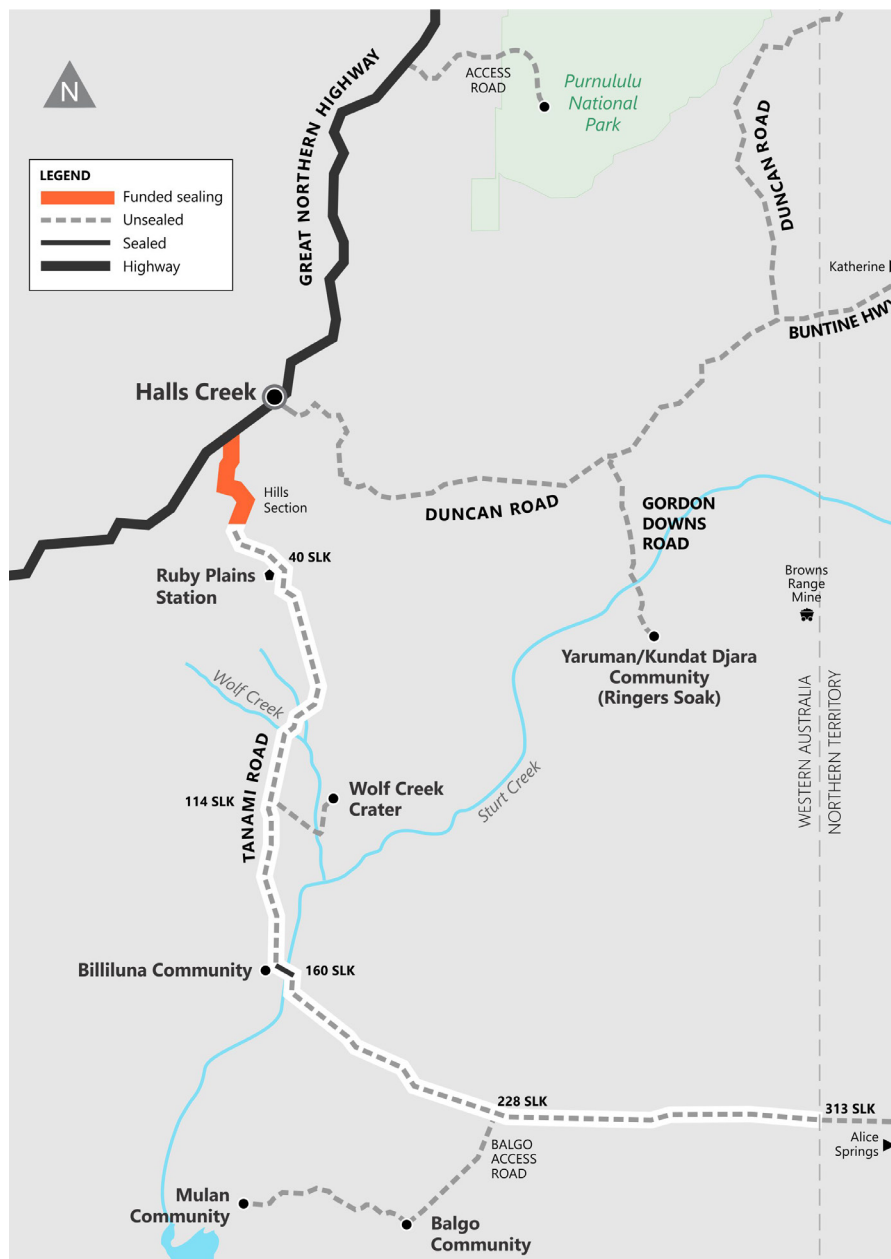 N
LEGEND
Funded sealing
Unsealed
Sealed
Highway
GREAT NORTHERN HIGHWAY
ACCESS
ROAD
Purnululu
National
Park
DUNCAN ROAD
Katherine
BUNTINE HWY
Halls Creek
Hills
Section
DUNCAN ROAD
GORDON
DOWNS
ROAD
40 SLK
Ruby Plains
Station
Browns
Range
Mine
Yaruman/Kundat Djara
Community
(Ringers Soak)
Wolf Creek
WESTERN AUSTRALIA
NORTHERN TERRITORY
TANAMI ROAD
114 SLK
Wolf Creek
Crater
Sturt Creek
Billiluna Community
160 SLK
228 SLK
313 SLK
BALGO
ACCESS
ROAD
Alice
Springs
Mulan
Community
Balgo
Community